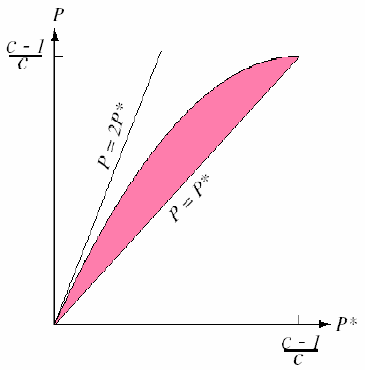 P
c - 1
c
P = 2P*
P = P*
P*
c - 1
c